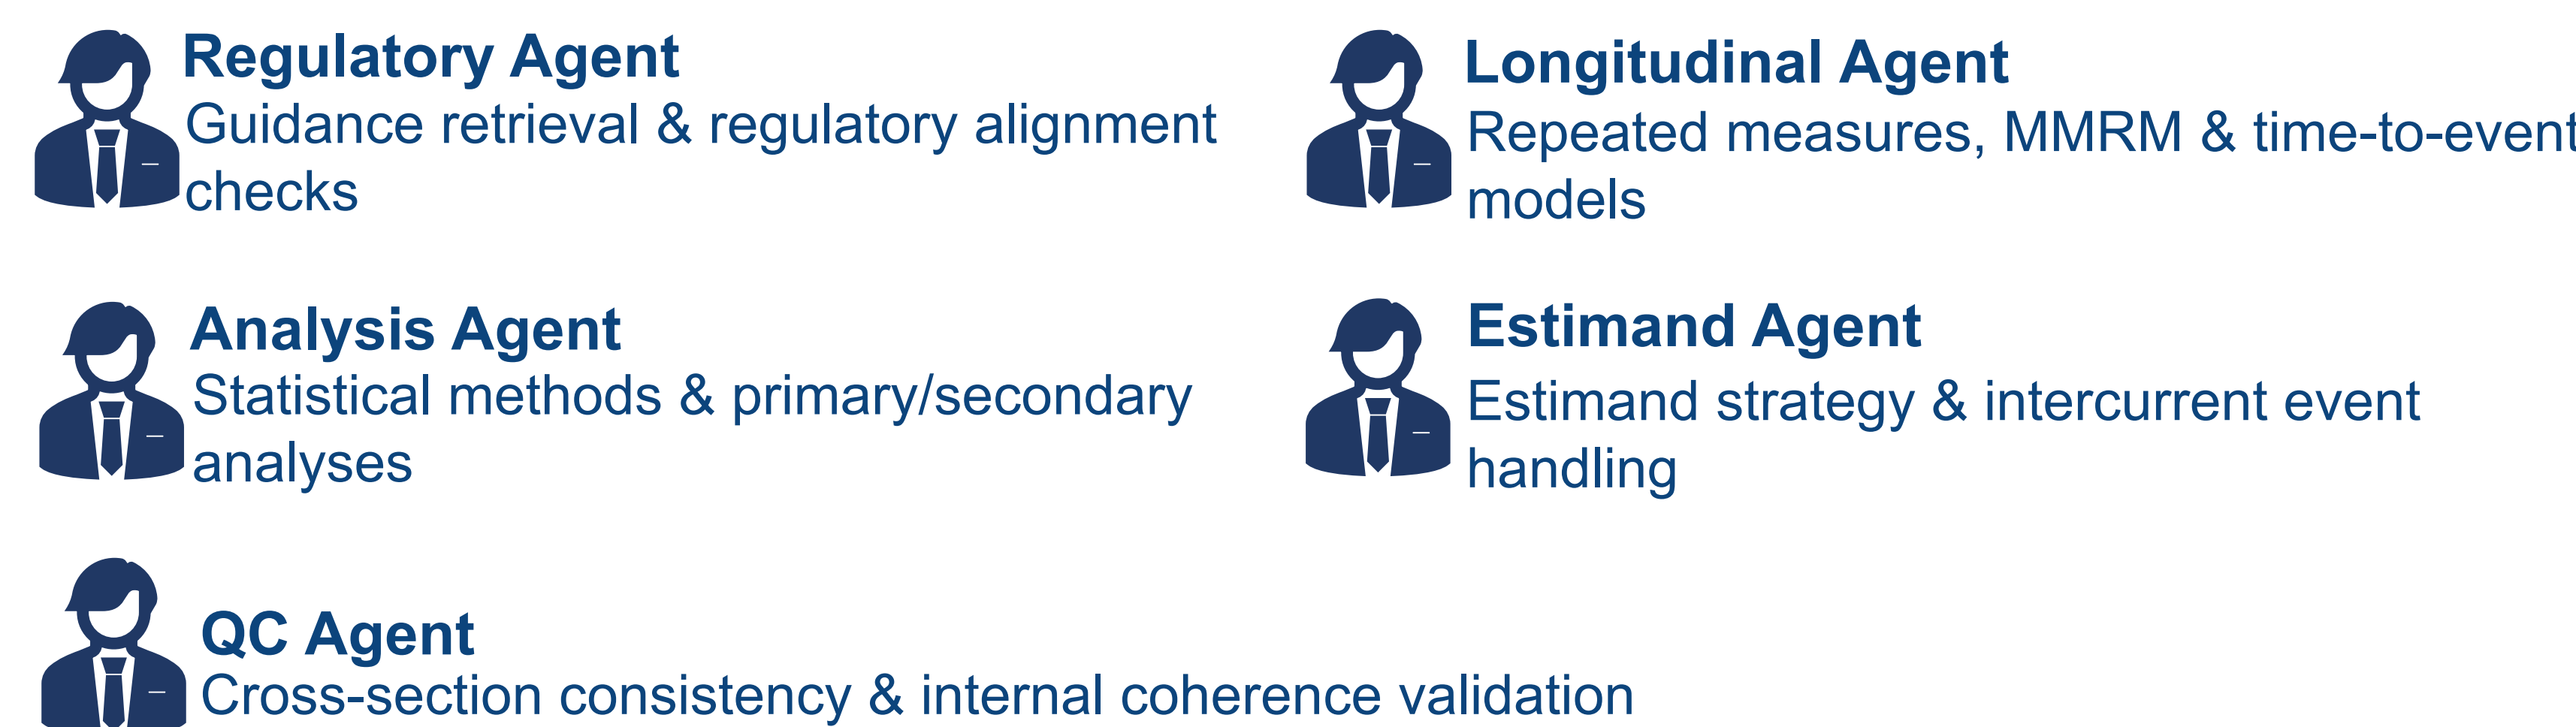 Regulatory Agent
Guidance retrieval & regulatory alignment
checks
Longitudinal Agent
Repeated measures, MMRM & time-to-event
models
Analysis Agent
Statistical methods & primary/secondary
analyses
Estimand Agent
Estimand strategy & intercurrent event
handling
QC Agent
Cross-section consistency & internal coherence validation